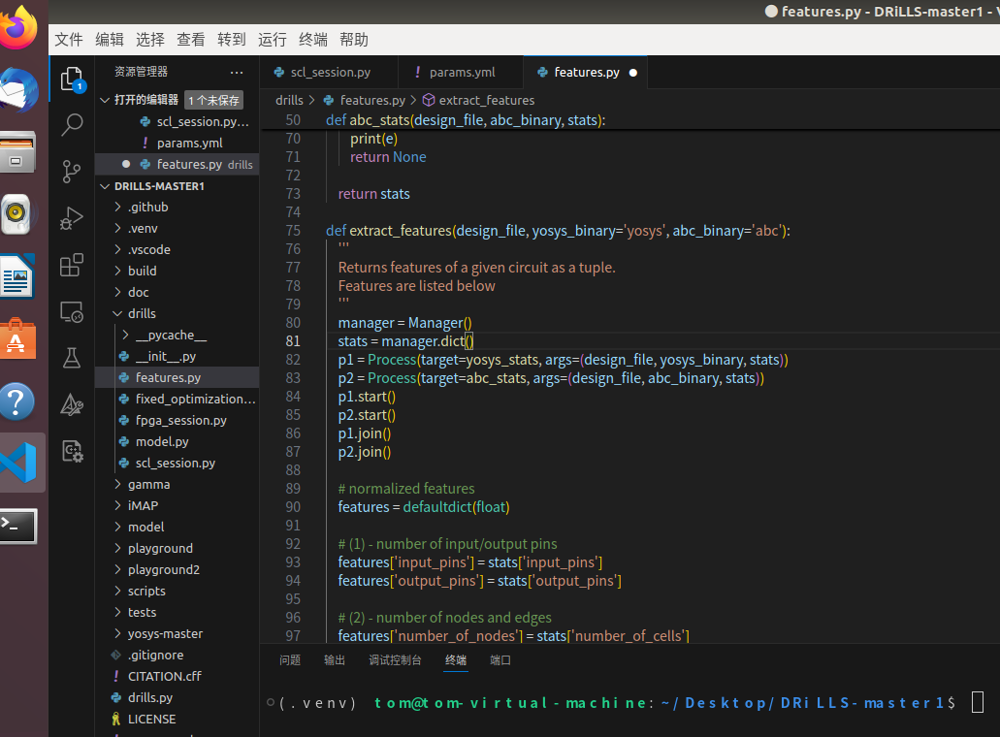 features.py - DRiLLS-master1 - V
文件 编辑 选择 查看 转到 运行 终端 帮助
资源管理器 ···
1
打开的编辑器 1 个未保存
scl_session.py...
! params.yml
features.py drills
DRILLS-MASTER1
.github
.venv
.vscode
build
doc
drills
__pycache__
__init__.py
features.py
fixed_optimization...
fpga_session.py
model.py
scl_session.py
gamma
iMAP
model
playground
playground2
scripts
tests
yosys-master
.gitignore
! CITATION.cff
drills.py
LICENSE
scl_session.py ! params.yml features.py
drills > features.py > extract_features
50 def abc_stats(design_file, abc_binary, stats):
70 print(e)
71 return None
72
73 return stats
74
75 def extract_features(design_file, yosys_binary='yosys', abc_binary='abc'):
76 '''
77 Returns features of a given circuit as a tuple.
78 Features are listed below
79 '''
80 manager = Manager()
81 stats = manager.dict()
82 p1 = Process(target=yosys_stats, args=(design_file, yosys_binary, stats))
83 p2 = Process(target=abc_stats, args=(design_file, abc_binary, stats))
84 p1.start()
85 p2.start()
86 p1.join()
87 p2.join()
88
89 # normalized features
90 features = defaultdict(float)
91
92 # (1) - number of input/output pins
93 features['input_pins'] = stats['input_pins']
94 features['output_pins'] = stats['output_pins']
95
96 # (2) - number of nodes and edges
97 features['number_of_nodes'] = stats['number_of_cells']
问题 输出 调试控制台 终端 端口
(.venv) tom@tom-virtual-machine:~/Desktop/DRiLLS-master1$